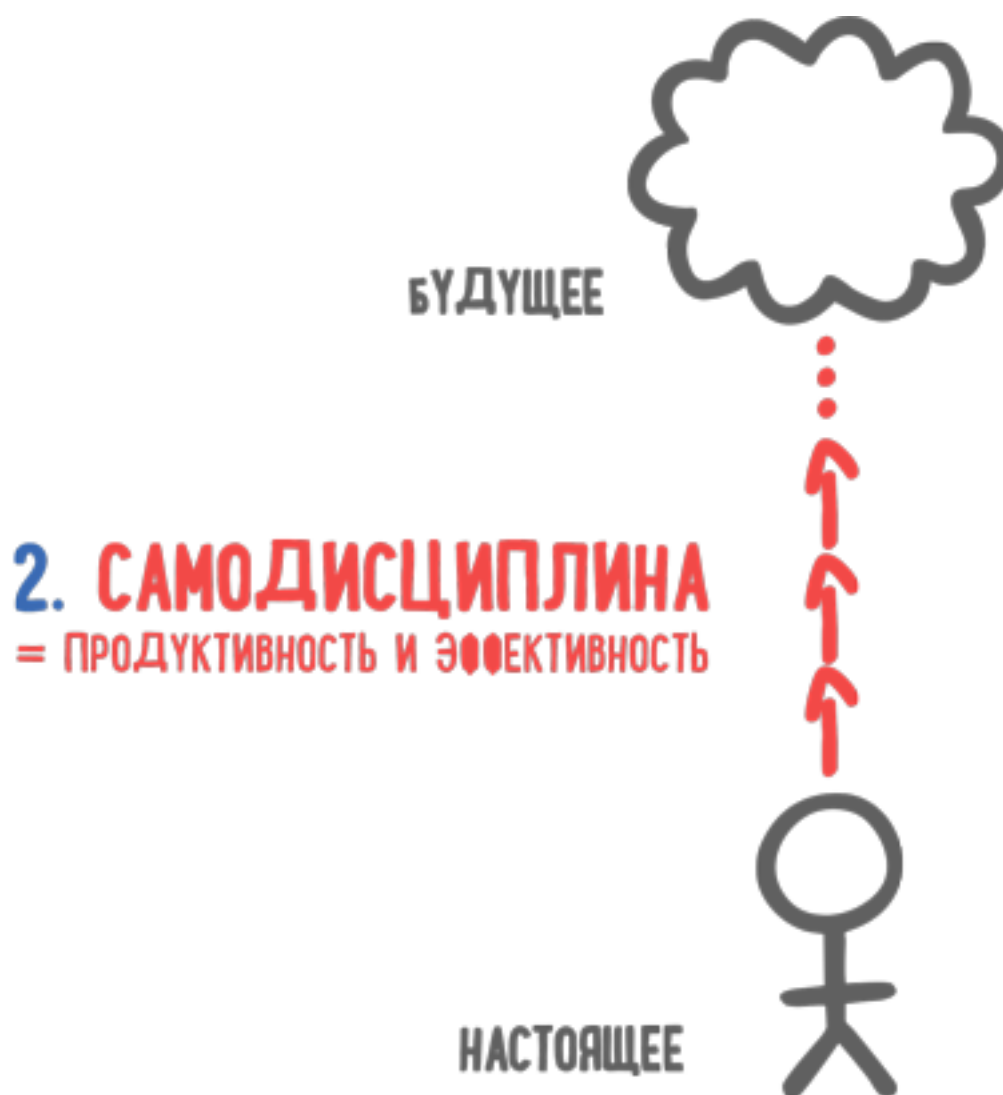 БУДУЩЕЕ
2. САМОДИСЦИПЛИНА
= ПРОДУКТИВНОСТЬ И ЭФФЕКТИВНОСТЬ
НАСТОЯЩЕЕ